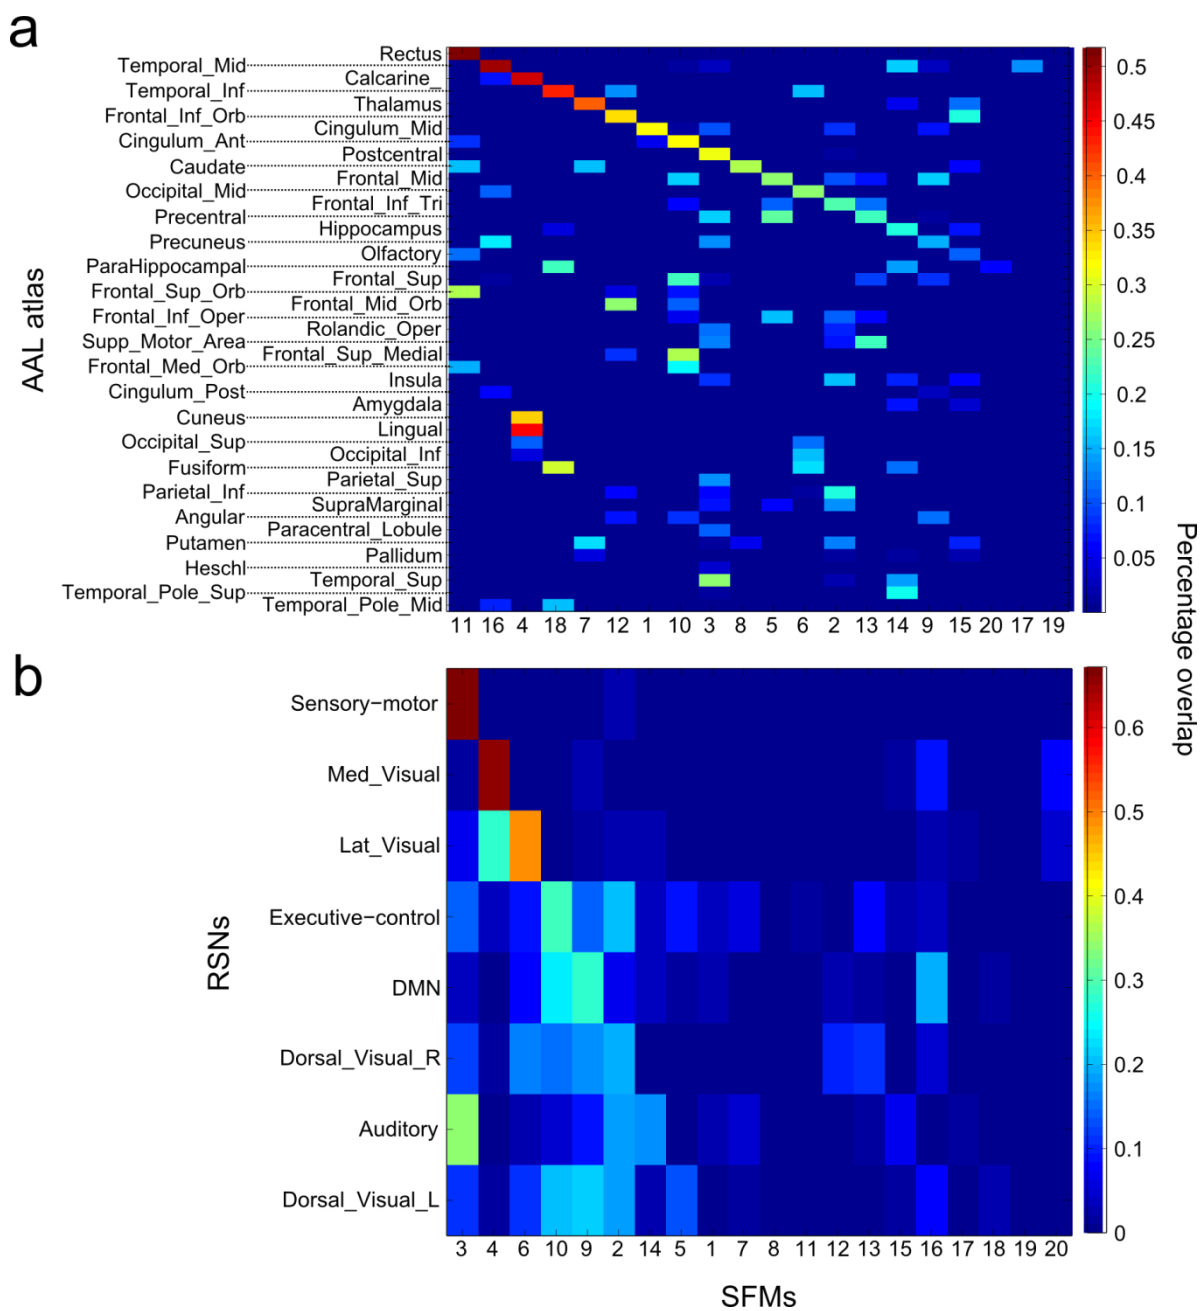 a
Rectus
Temporal_Mid
Calcarine_
Temporal_Inf
Thalamus
Frontal_Inf_Orb
Cingulum_Mid
Cingulum_Ant
Postcentral
Caudate
Frontal_Mid
Occipital_Mid
Frontal_Inf_Tri
Precentral
Hippocampus
Precuneus
Olfactory
ParaHippocampal
Frontal_Sup
Frontal_Sup_Orb
Frontal_Mid_Orb
Frontal_Inf_Oper
Rolandic_Oper
Supp_Motor_Area
Frontal_Sup_Medial
Frontal_Med_Orb
Insula
Cingulum_Post
Amygdala
Cuneus
Lingual
Occipital_Sup
Occipital_Inf
Fusiform
Parietal_Sup
Parietal_Inf
SupraMarginal
Angular
Paracentral_Lobule
Putamen
Pallidum
Heschl
Temporal_Sup
Temporal_Pole_Sup
Temporal_Pole_Mid
AAL atlas
11 16 4 18 7 12 1 10 3 8 5 6 2 13 14 9 15 20 17 19
0.5
0.45
0.4
0.35
0.3
0.25
0.2
0.15
0.1
0.05
Percentage overlap
b
Sensory-motor
Med_Visual
Lat_Visual
Executive-control
DMN
Dorsal_Visual_R
Auditory
Dorsal_Visual_L
RSNs
3 4 6 10 9 2 14 5 1 7 8 11 12 13 15 16 17 18 19 20
SFMs
0.6
0.5
0.4
0.3
0.2
0.1
0